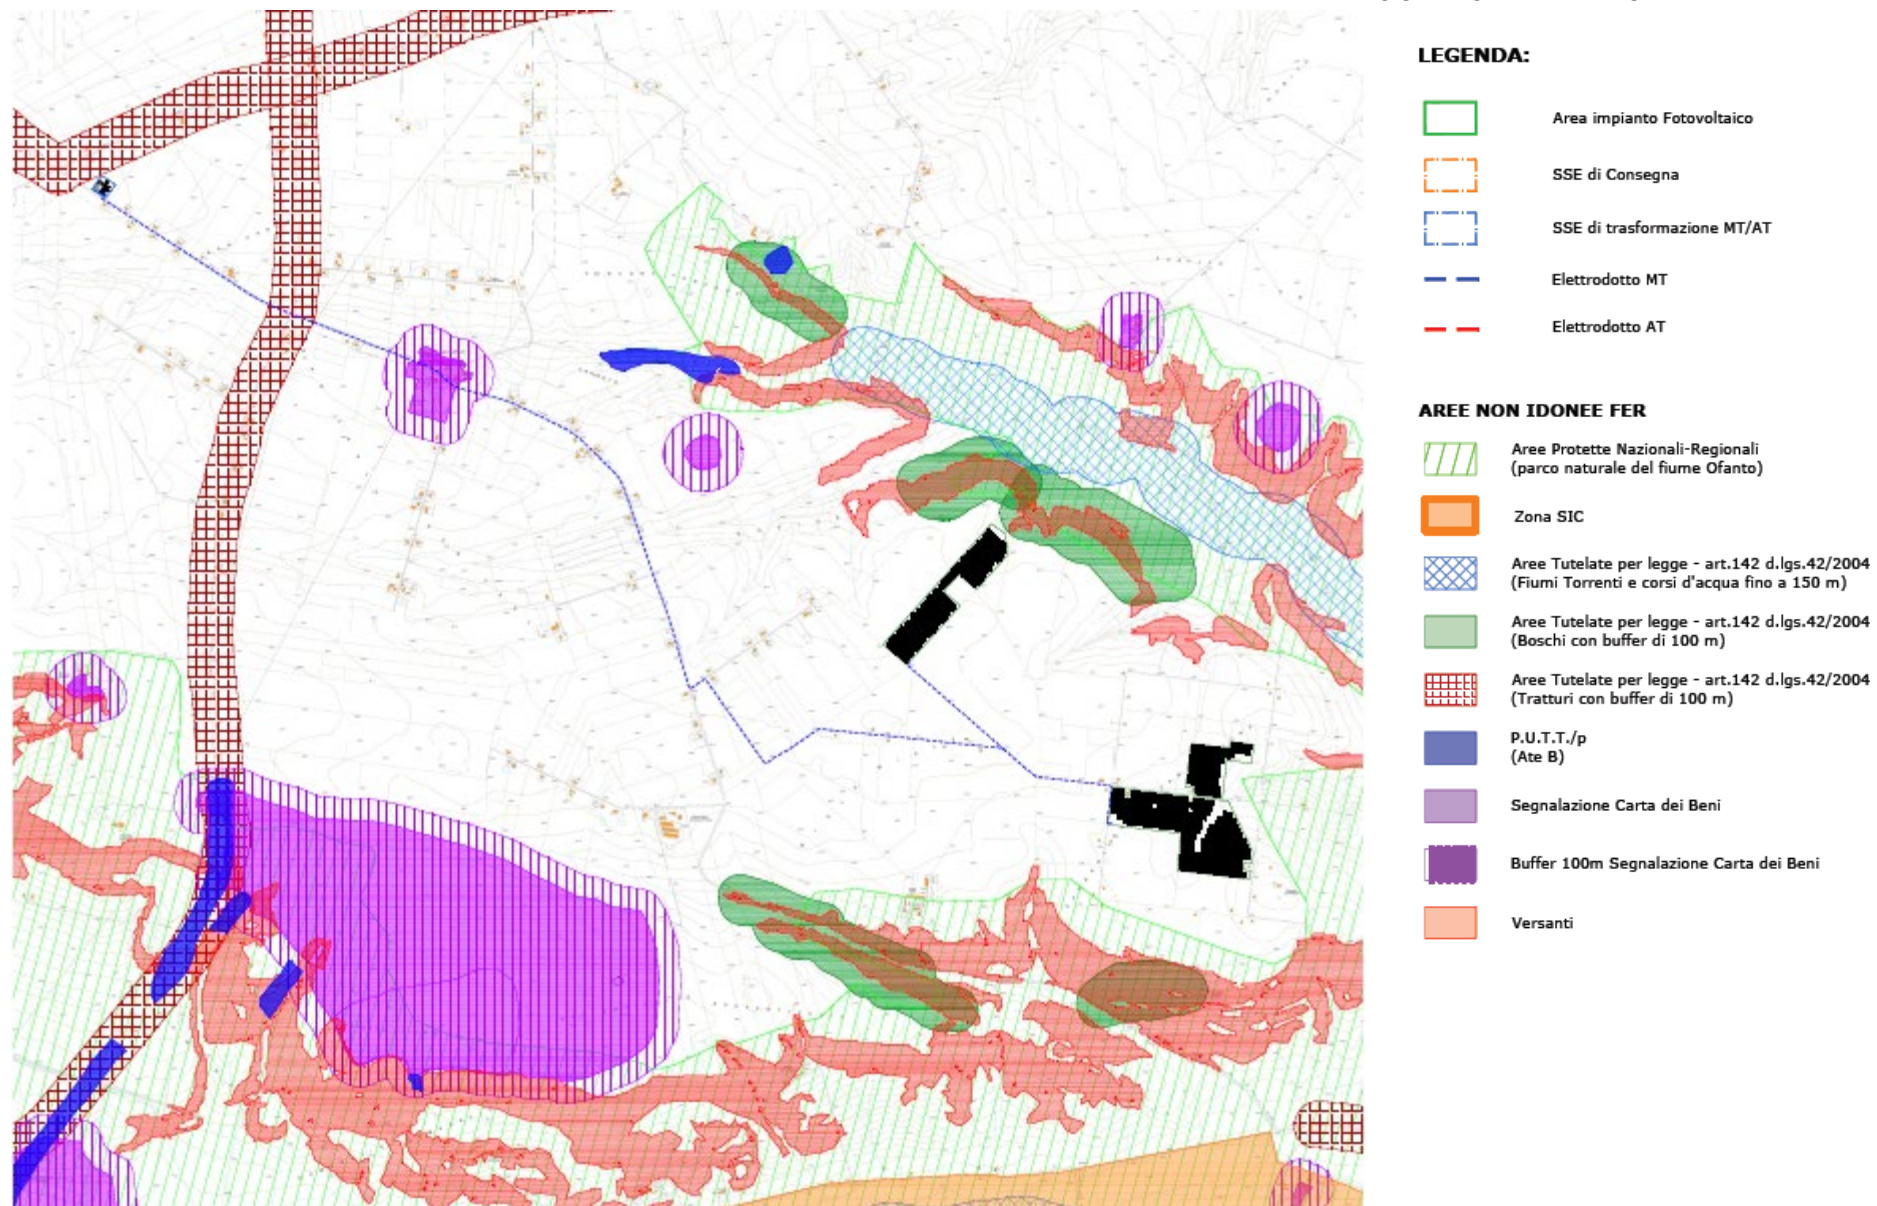 LEGENDA:
Area impianto Fotovoltaico
SSE di Consegna
SSE di trasformazione MT/AT
Elettrodotto MT
Elettrodotto AT
AREE NON IDONEE FER
Aree Protette Nazionali-Regionali
(parco naturale del fiume Ofanto)
Zona SIC
Aree Tutelate per legge - art.142 d.lgs.42/2004
(Fiumi Torrenti e corsi d'acqua fino a 150 m)
Aree Tutelate per legge - art.142 d.lgs.42/2004
(Boschi con buffer di 100 m)
Aree Tutelate per legge - art.142 d.lgs.42/2004
(Tratturi con buffer di 100 m)
P.U.T.T./p
(Ate B)
Segnalazione Carta dei Beni
Buffer 100m Segnalazione Carta dei Beni
Versanti